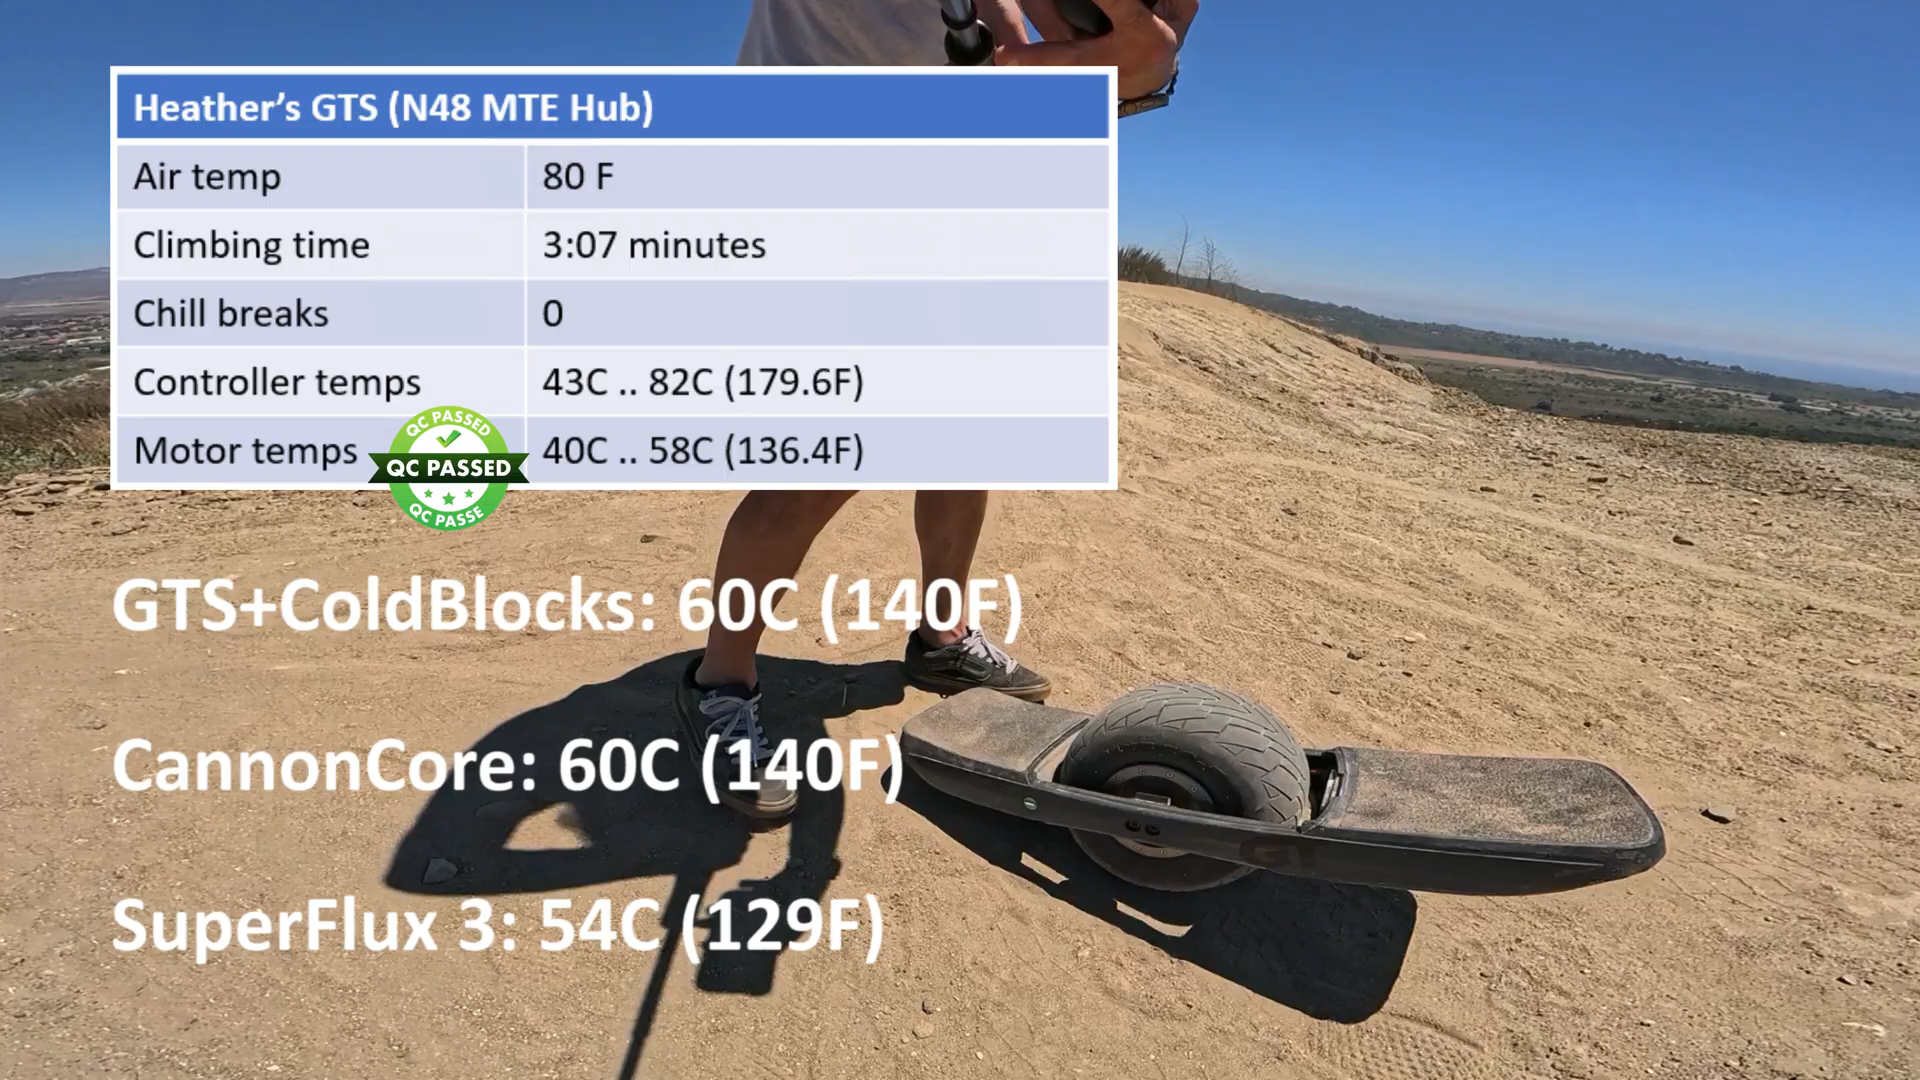 Heather's GTS (N48 MTE Hub)
Air temp 80 F
Climbing time 3:07 minutes
Chill breaks 0
Controller temps 43C .. 82C (179.6F)
Motor temps 40C .. 58C (136.4F)
QC PASSED
QC PASSED
QC PASSE
GTS+ColdBlocks: 60C (140F)
CannonCore: 60C (140F)
SuperFlux 3: 54C (129F)
GT